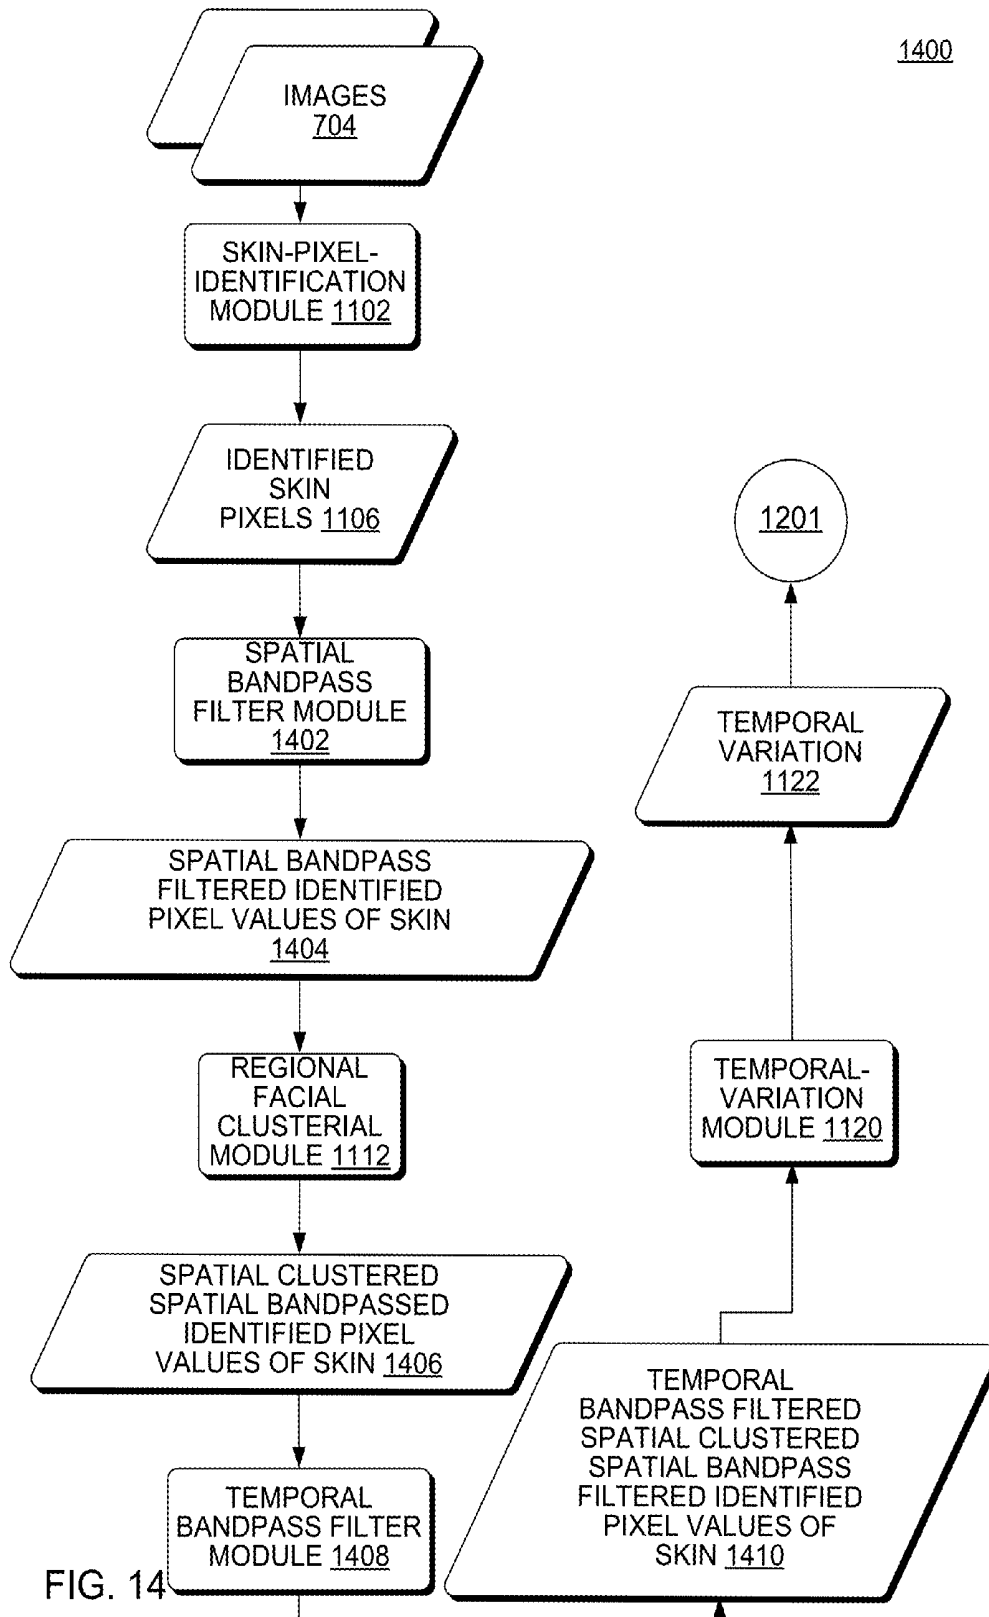 1400
IMAGES
704
SKIN-PIXEL-
IDENTIFICATION
MODULE 1102
IDENTIFIED
SKIN
PIXELS 1106
SPATIAL
BANDPASS
FILTER MODULE
1402
SPATIAL BANDPASS
FILTERED IDENTIFIED
PIXEL VALUES OF SKIN
1404
REGIONAL
FACIAL
CLUSTERIAL
MODULE 1112
SPATIAL CLUSTERED
SPATIAL BANDPASSED
IDENTIFIED PIXEL
VALUES OF SKIN 1406
TEMPORAL
BANDPASS FILTER
MODULE 1408
TEMPORAL
BANDPASS FILTERED
SPATIAL CLUSTERED
SPATIAL BANDPASS
FILTERED IDENTIFIED
PIXEL VALUES OF
SKIN 1410
TEMPORAL-
VARIATION
MODULE 1120
TEMPORAL
VARIATION
1122
1201
FIG. 14